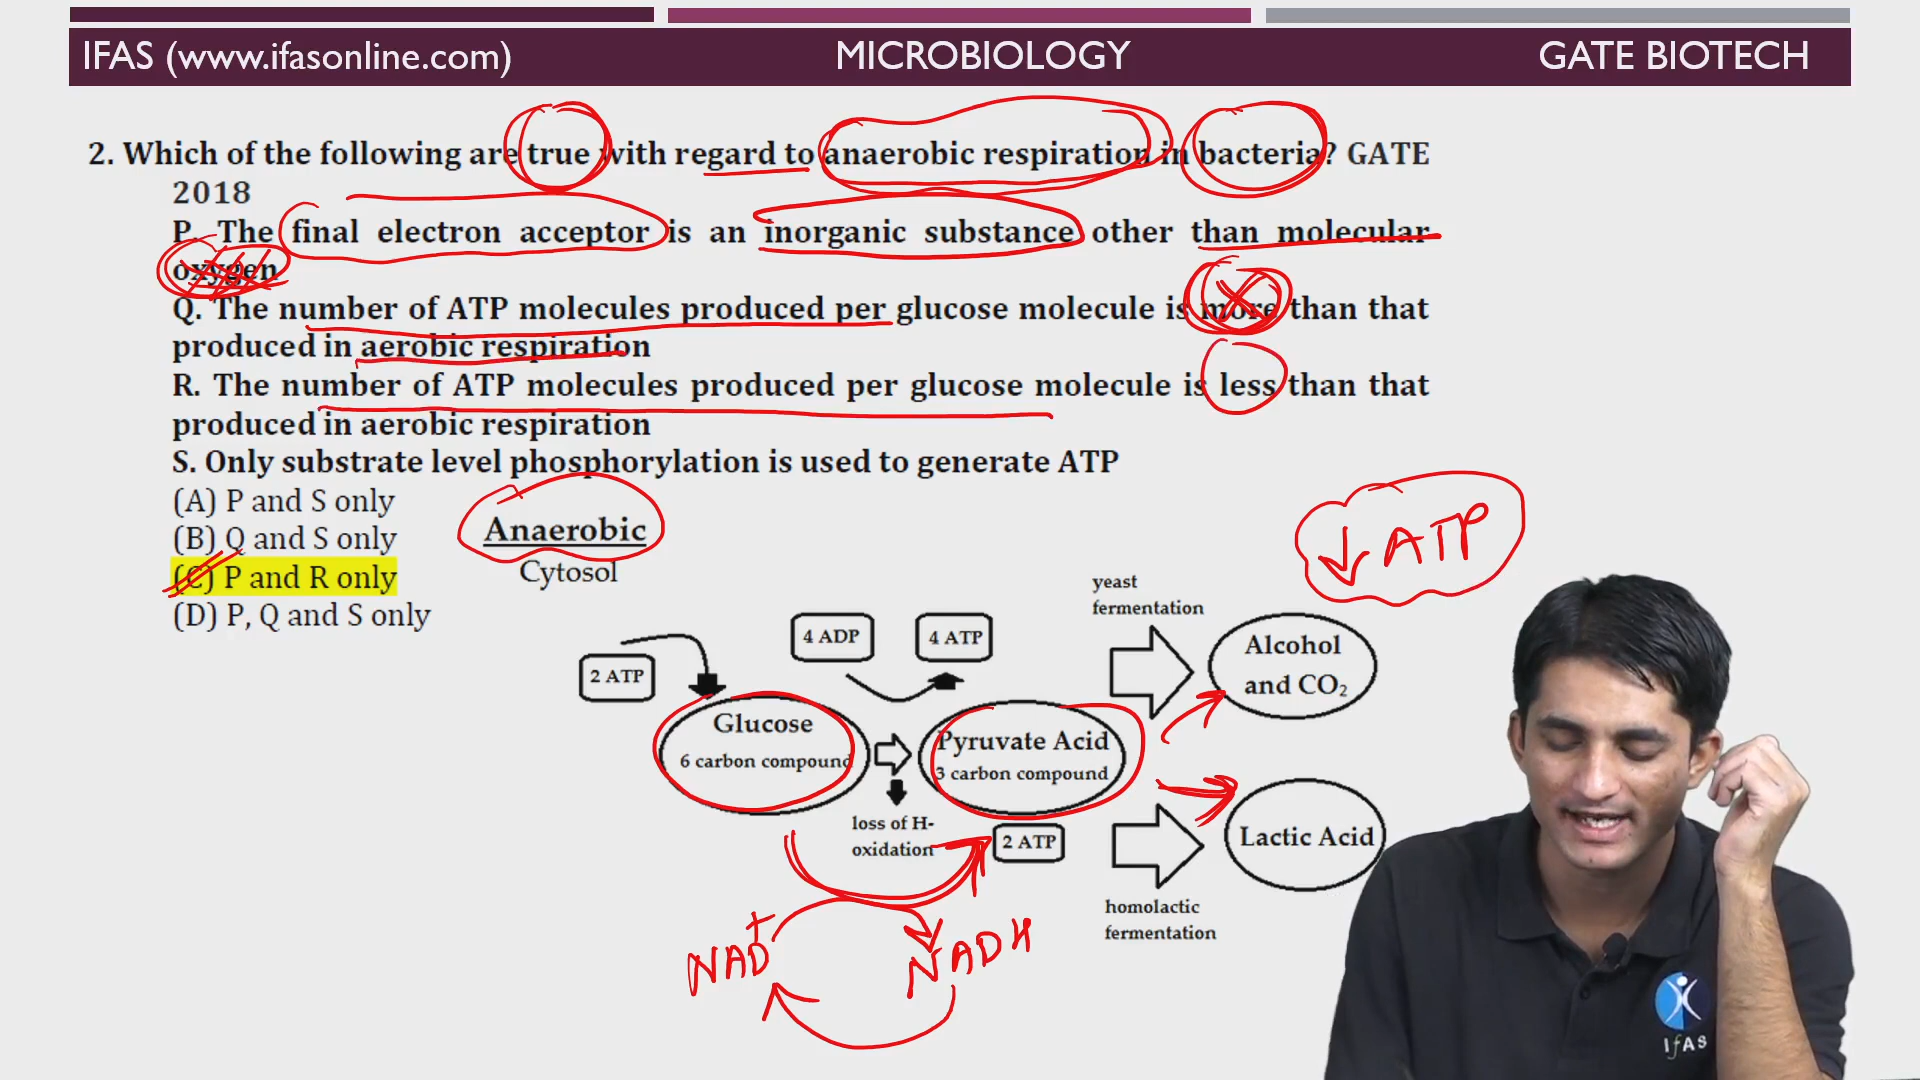 IFAS (www.ifasonline.com) MICROBIOLOGY GATE BIOTECH
2. Which of the following are true with regard to anaerobic respiration in bacteria? GATE
2018
P. The final electron acceptor is an inorganic substance other than molecular
oxygen
Q. The number of ATP molecules produced per glucose molecule is more than that
produced in aerobic respiration
R. The number of ATP molecules produced per glucose molecule is less than that
produced in aerobic respiration
S. Only substrate level phosphorylation is used to generate ATP
(A) P and S only
(B) Q and S only
(C) P and R only
(D) P, Q and S only
Anaerobic
Cytosol
↓ ATP
yeast
fermentation
2 ATP
4 ADP
4 ATP
Alcohol
and CO₂
Glucose
6 carbon compound
Pyruvate Acid
3 carbon compound
loss of H-
oxidation
2 ATP
Lactic Acid
homolactic
fermentation
NAD+
NADH
IFAS